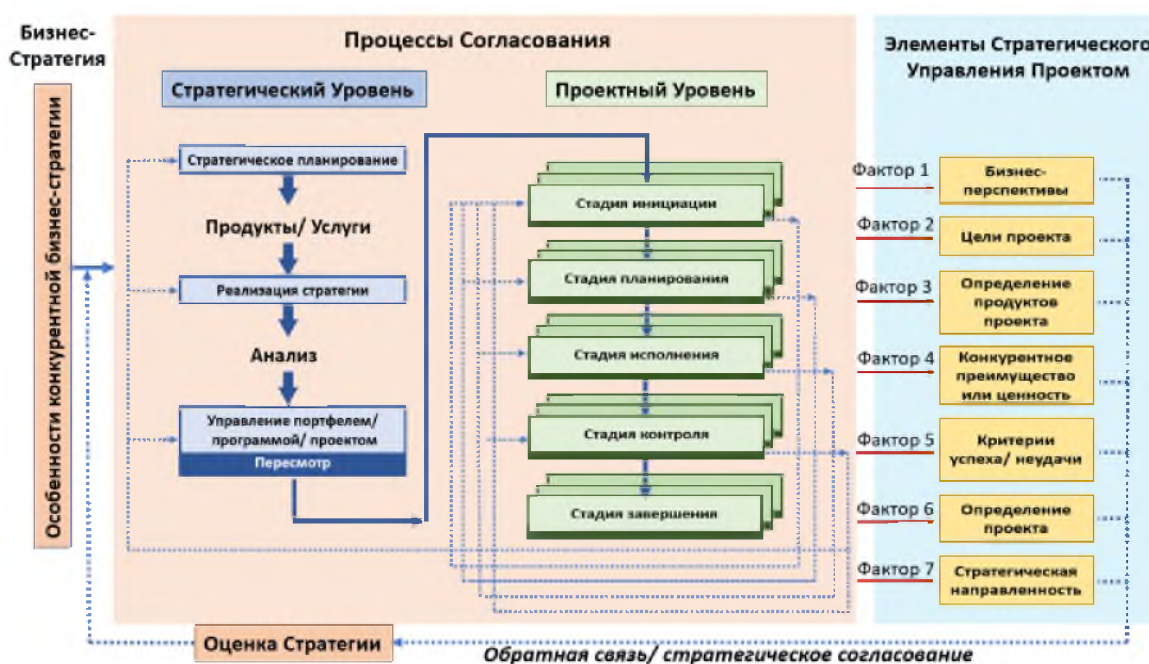 Бизнес-
Стратегия
Особенности конкурентной бизнес-стратегии
Процессы Согласования
Стратегический Уровень
Стратегическое планирование
Продукты/ Услуги
Реализация стратегии
Анализ
Управление портфелем/
программой/ проектом
Пересмотр
Проектный Уровень
Стадия инициации
Стадия планирования
Стадия исполнения
Стадия контроля
Стадия завершения
Элементы Стратегического
Управления Проектом
Фактор 1
Бизнес-
перспективы
Фактор 2
Цели проекта
Фактор 3
Определение
продуктов
проекта
Фактор 4
Конкурентное
преимущество
или ценность
Фактор 5
Критерии
успеха/ неудачи
Фактор 6
Определение
проекта
Фактор 7
Стратегическая
направленность
Оценка Стратегии
Обратная связь/ стратегическое согласование